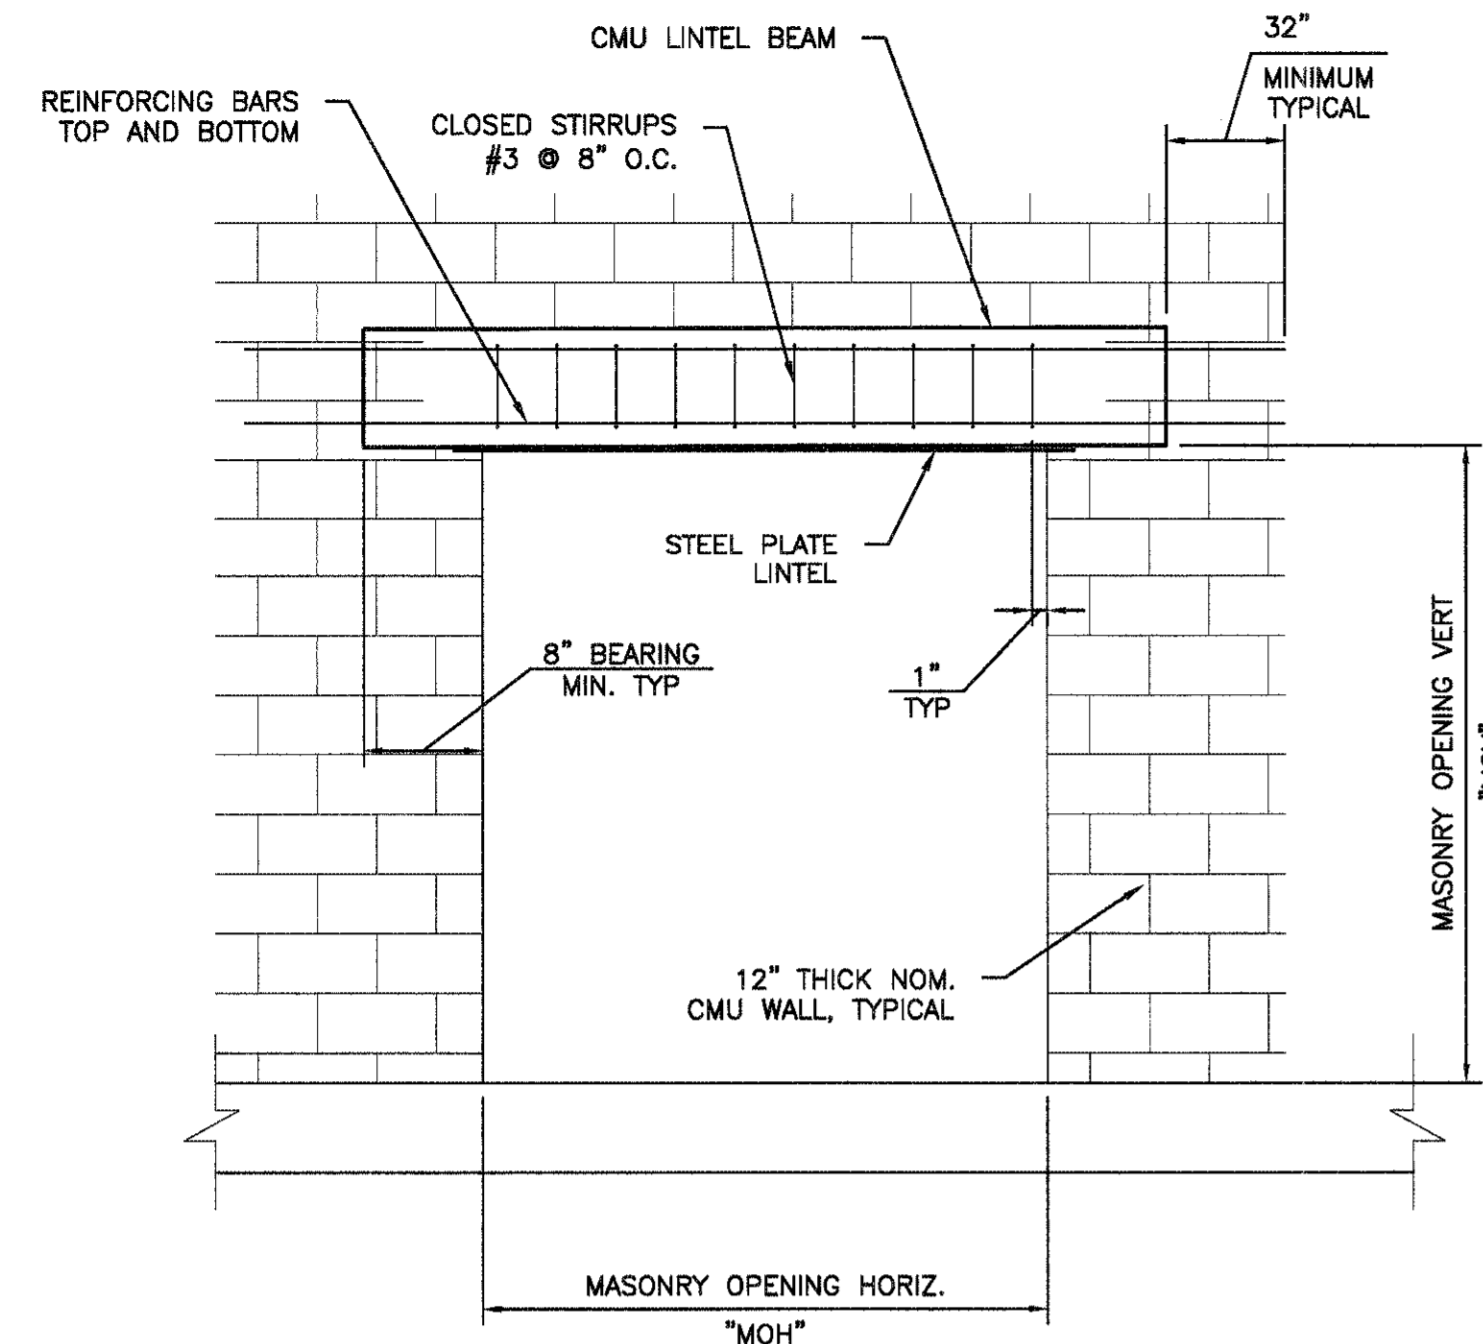 CMU LINTEL BEAM
32"
MINIMUM
TYPICAL
REINFORCING BARS
TOP AND BOTTOM
CLOSED STIRRUPS
#3 @ 8" O.C.
STEEL PLATE
LINTEL
8" BEARING
MIN. TYP
1"
TYP
MASONRY OPENING VERT
12" THICK NOM.
CMU WALL, TYPICAL
MASONRY OPENING HORIZ.
"MOH"